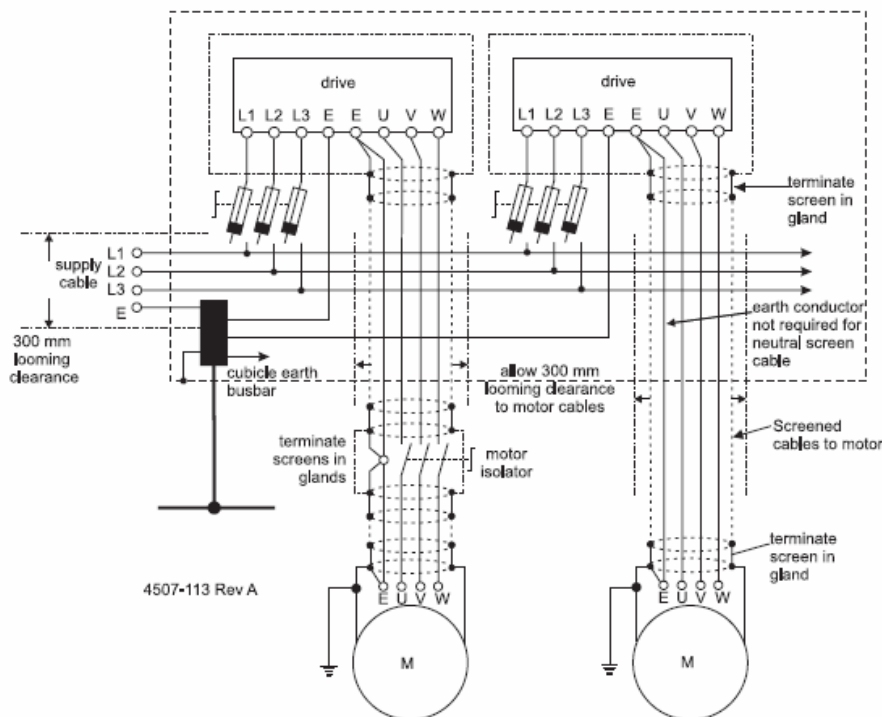 drive
drive
L1 L2 L3 E E U V W
L1 L2 L3 E E U V W
terminate
screen in
gland
supply
cable
L1
L2
L3
E
300 mm
looming
clearance
cubicle earth
busbar
allow 300 mm
looming clearance
to motor cables
earth conductor
not required for
neutral screen
cable
terminate
screens in
glands
motor
isolator
Screened
cables to motor
terminate
screen in
gland
4507-113 Rev A
E U V W
E U V W
M
M